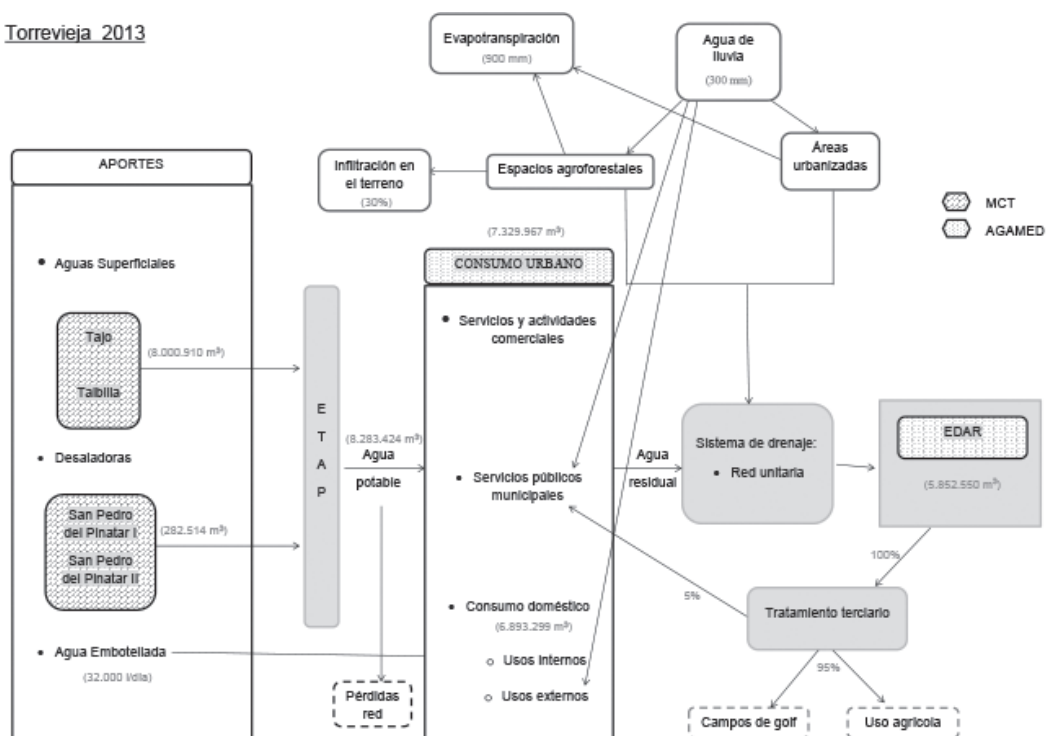 Torrevieja 2013
Evapotranspiración
(900 mm)
Agua de
lluvia
(300 mm)
APORTES
Infiltración en
el terreno
(30%)
Espacios agroforestales
Áreas
urbanizadas
MCT
AGAMED
(7.329.967 m³)
CONSUMO URBANO
• Aguas Superficiales
Tajo
Taibilla
(8.000.910 m³)
• Desaladoras
San Pedro
del Pinatar I
San Pedro
del Pinatar II
(282.514 m³)
• Agua Embotellada
(32.000 l/día)
E
T
A
P
(8.283.424 m³)
Agua
potable
Pérdidas
red
• Servicios y actividades
comerciales
• Servicios públicos
municipales
• Consumo doméstico
(6.893.299 m³)
o Usos Internos
o Usos externos
Agua
residual
Sistema de drenaje:
• Red unitaria
EDAR
(5.852.550 m³)
100%
5%
Tratamiento terciario
95%
Campos de golf
Uso agrícola